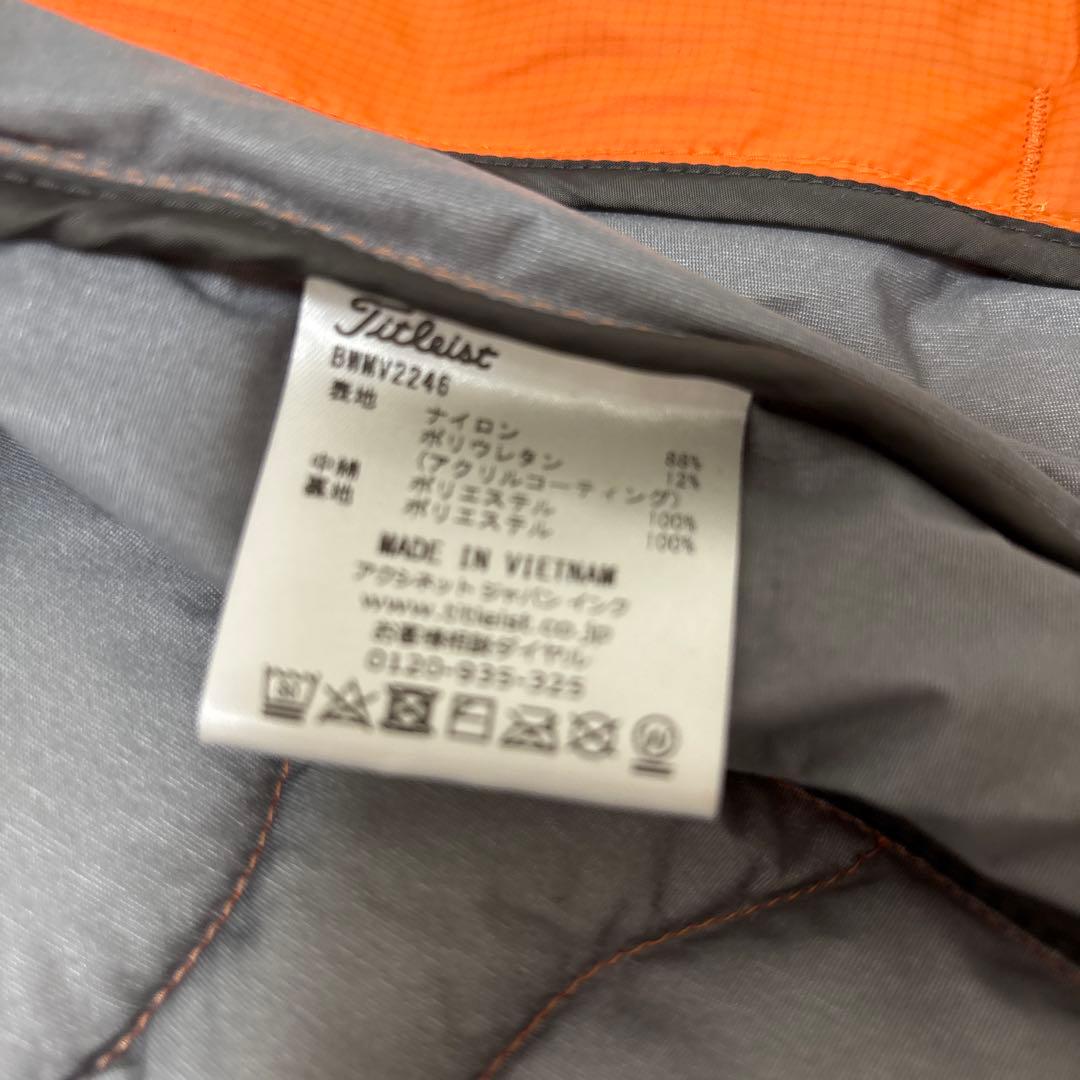 Titleist
BWMV2246
表地 ナイロン 88%
ポリウレタン 12%
(アクリルコーティング)
中綿 ポリエステル 100%
裏地 ポリエステル 100%
MADE IN VIETNAM
アクシネット ジャパン インク
www.titleist.co.jp
お客様相談ダイヤル
0120-935-325